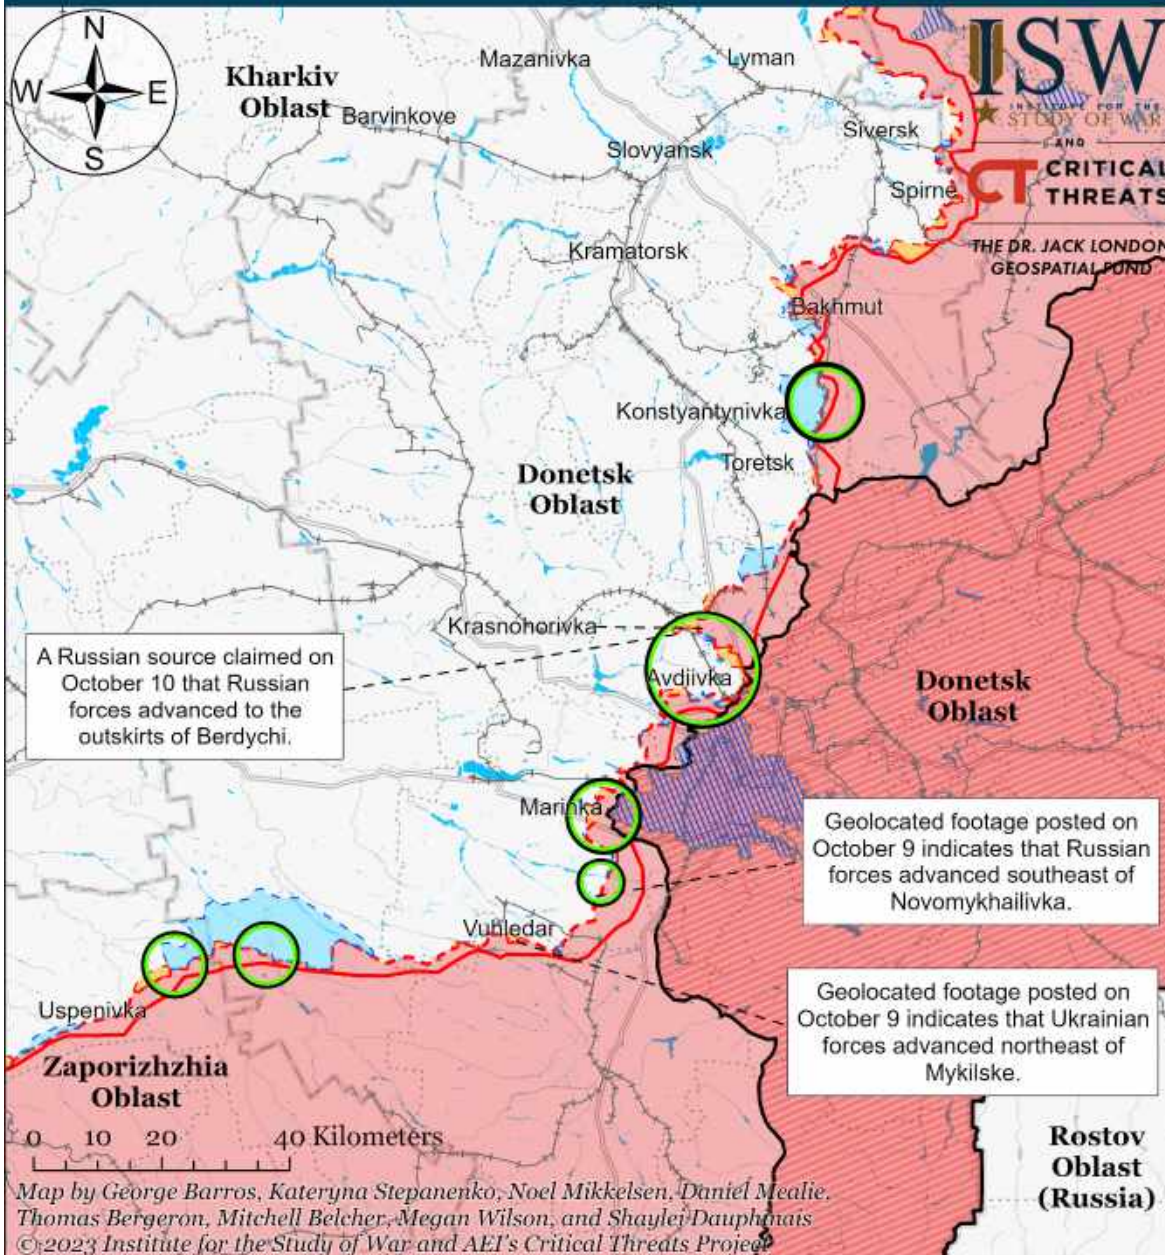 N
W
E
S
Kharkiv
Oblast
Mazanivka
Lyman
Barvinkove
Siversk
Slovyansk
Spirne
Kramatorsk
Bakhmut
ISW
INSTITUTE FOR THE
STUDY OF WAR
AND
CT CRITICAL
THREATS
THE DR. JACK LONDON
GEOSPATIAL FUND
Konstyantynivka
Toretsk
Donetsk
Oblast
Krasnohorivka
Avdiivka
A Russian source claimed on
October 10 that Russian
forces advanced to the
outskirts of Berdychi.
Donetsk
Oblast
Marinka
Geolocated footage posted on
October 9 indicates that Russian
forces advanced southeast of
Novomykhailivka.
Vuhledar
Uspenivka
Geolocated footage posted on
October 9 indicates that Ukrainian
forces advanced northeast of
Mykilske.
Zaporizhzhia
Oblast
Rostov
Oblast
(Russia)
0 10 20 40 Kilometers
Map by George Barros, Kateryna Stepanenko, Noel Mikkelsen, Daniel Mealie,
Thomas Bergeron, Mitchell Belcher, Megan Wilson, and Shaylei Dauphinais
© 2023 Institute for the Study of War and AEI's Critical Threats Project